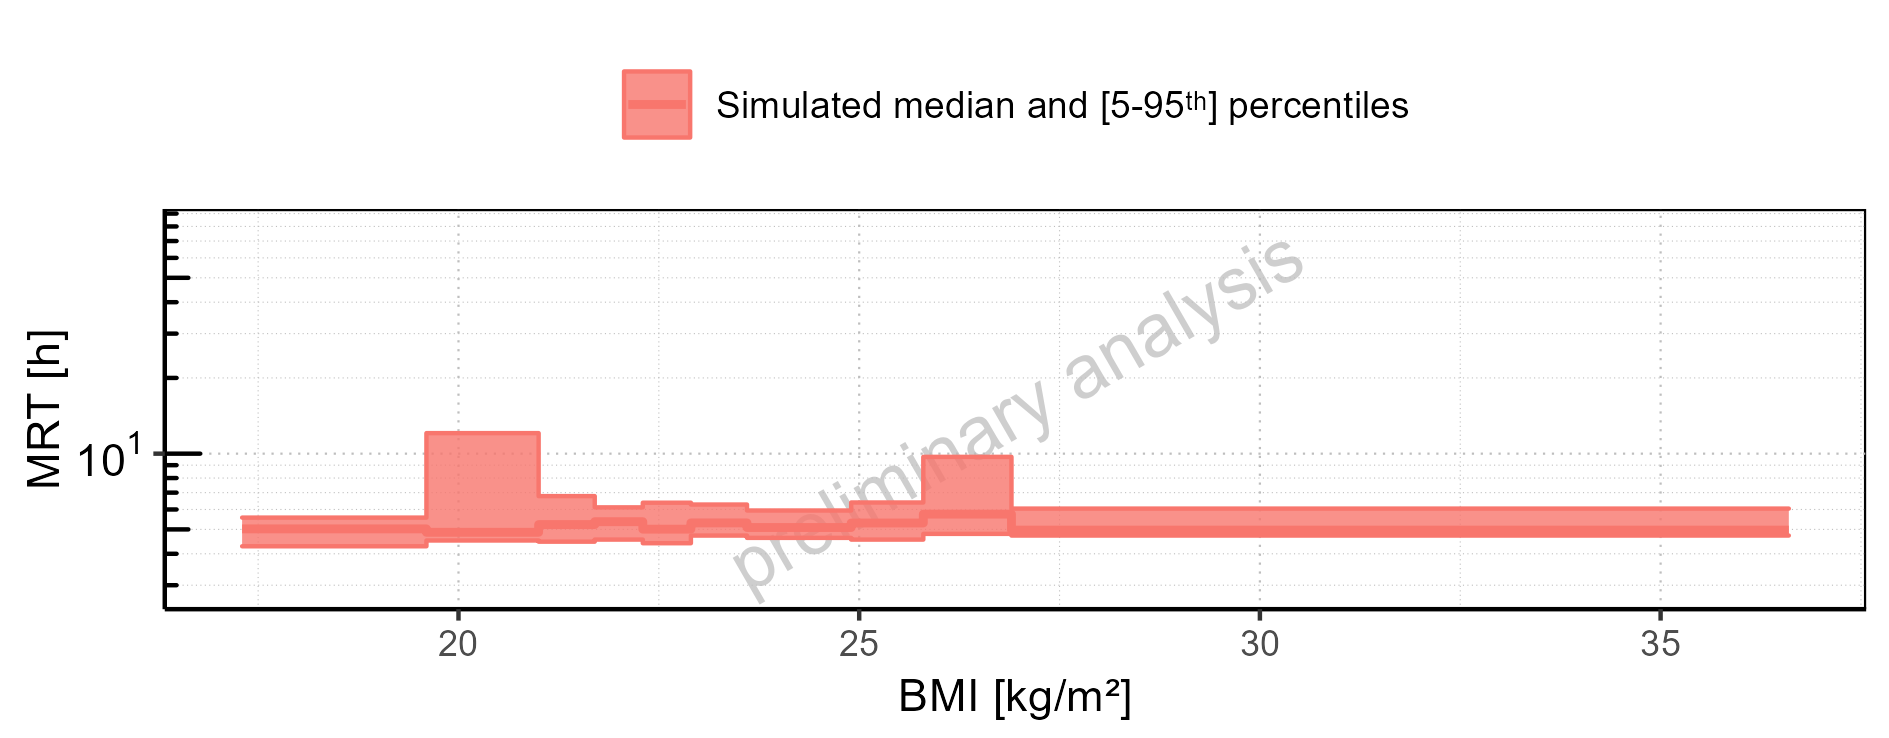 Simulated median and [5-95ᵗʰ] percentiles
MRT [h]
10¹
preliminary analysis
20 25 30 35
BMI [kg/m²]